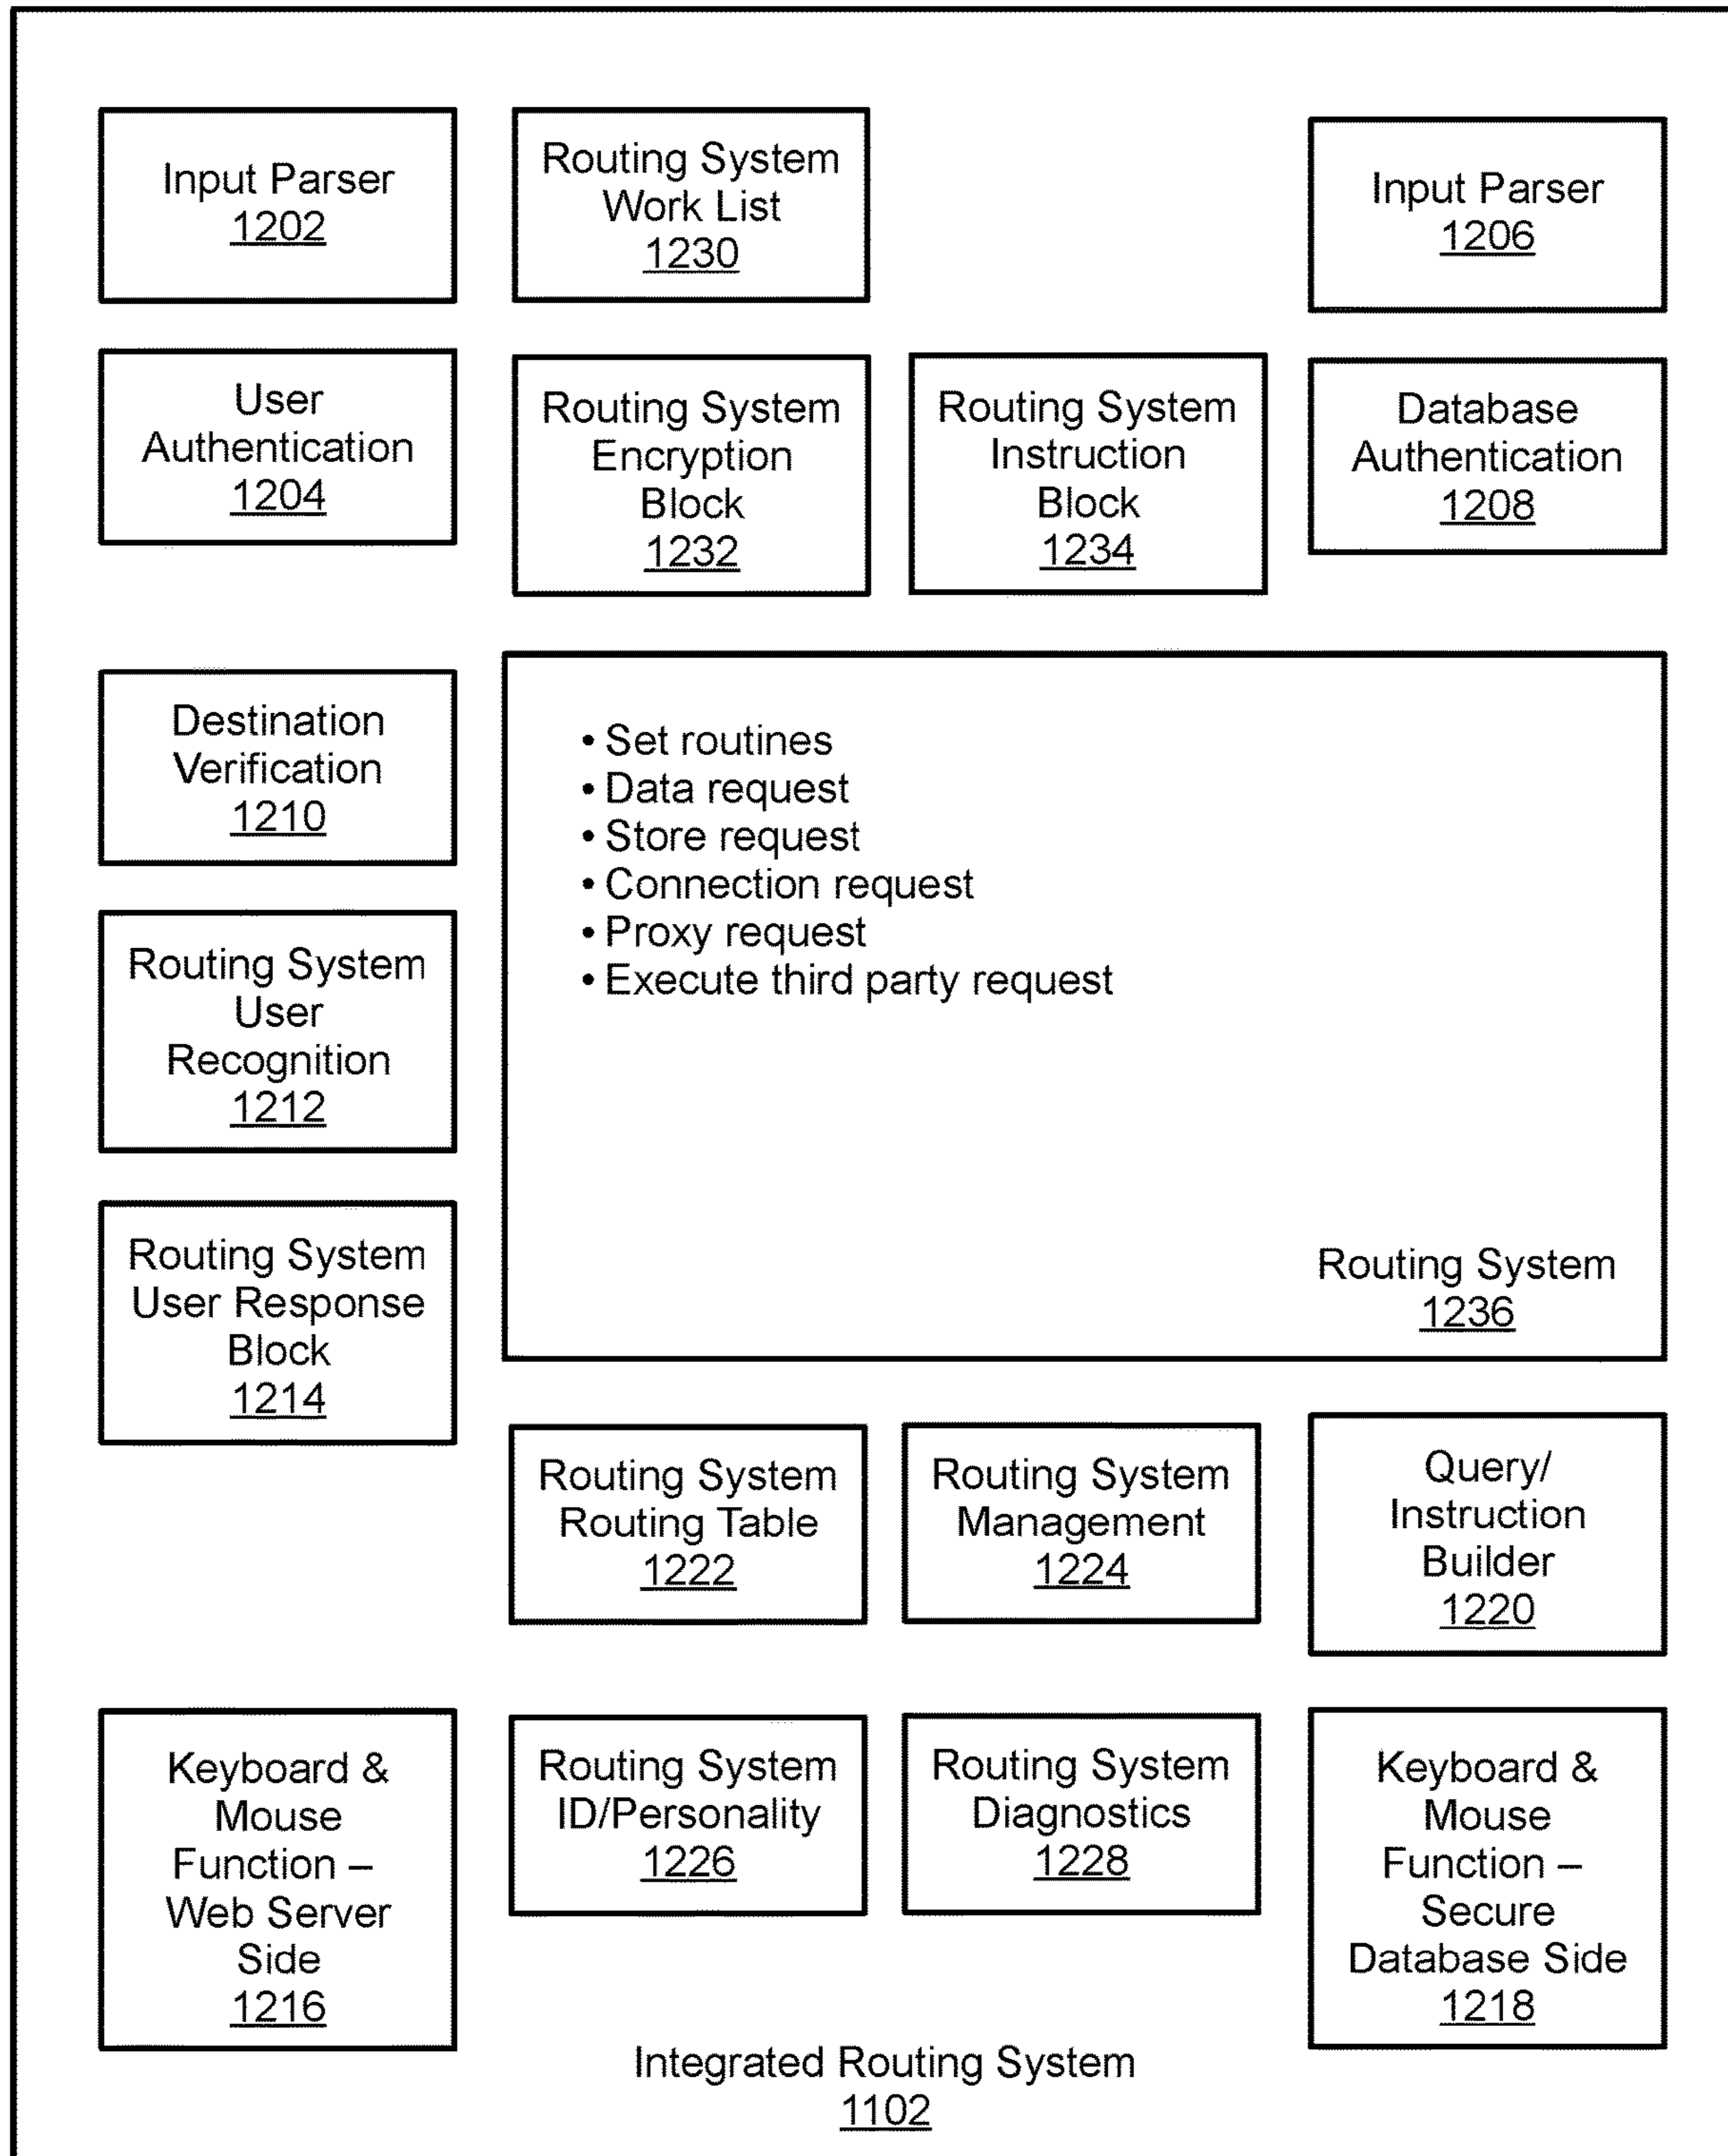 Input Parser
1202
Routing System
Work List
1230
Input Parser
1206
User
Authentication
1204
Routing System
Encryption
Block
1232
Routing System
Instruction
Block
1234
Database
Authentication
1208
Destination
Verification
1210
Routing System
User
Recognition
1212
Routing System
User Response
Block
1214
• Set routines
• Data request
• Store request
• Connection request
• Proxy request
• Execute third party request
Routing System
1236
Routing System
Routing Table
1222
Routing System
Management
1224
Query/
Instruction
Builder
1220
Keyboard &
Mouse
Function –
Web Server
Side
1216
Routing System
ID/Personality
1226
Routing System
Diagnostics
1228
Keyboard &
Mouse
Function –
Secure
Database Side
1218
Integrated Routing System
1102